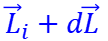 L⃗ᵢ + dL⃗